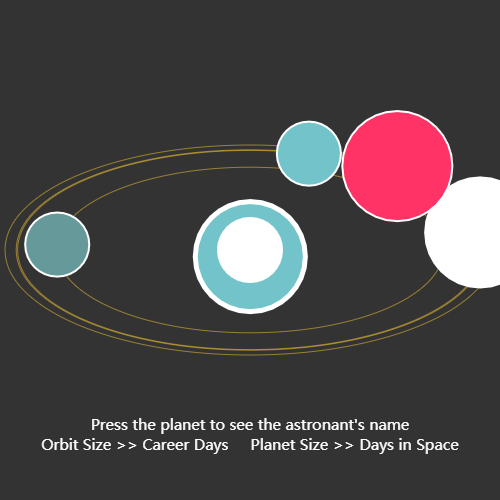 Press the planet to see the astronant's name
Orbit Size >> Career Days     Planet Size >> Days in Space